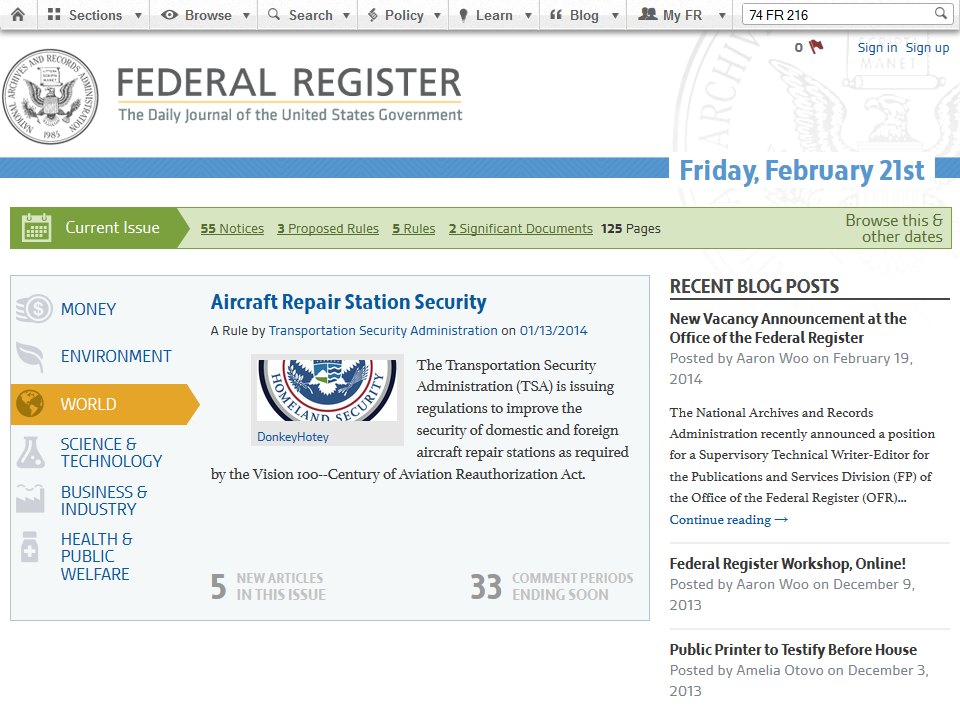 Sections Browse Search Policy Learn Blog My FR 74 FR 216
0 Sign in Sign up
FEDERAL REGISTER
The Daily Journal of the United States Government
NATIONAL ARCHIVES AND RECORDS ADMINISTRATION
1985
MANET
Friday, February 21st
Current Issue 55 Notices 3 Proposed Rules 5 Rules 2 Significant Documents 125 Pages
Browse this &
other dates
MONEY
ENVIRONMENT
WORLD
SCIENCE &
TECHNOLOGY
BUSINESS &
INDUSTRY
HEALTH &
PUBLIC
WELFARE
Aircraft Repair Station Security
A Rule by Transportation Security Administration on 01/13/2014
HOMELAND SECURITY
DonkeyHotey
The Transportation Security
Administration (TSA) is issuing
regulations to improve the
security of domestic and foreign
aircraft repair stations as required
by the Vision 100--Century of Aviation Reauthorization Act.
5 NEW ARTICLES
IN THIS ISSUE
33 COMMENT PERIODS
ENDING SOON
RECENT BLOG POSTS
New Vacancy Announcement at the
Office of the Federal Register
Posted by Aaron Woo on February 19,
2014
The National Archives and Records
Administration recently announced a position
for a Supervisory Technical Writer-Editor for
the Publications and Services Division (FP) of
the Office of the Federal Register (OFR)...
Continue reading →
Federal Register Workshop, Online!
Posted by Aaron Woo on December 9,
2013
Public Printer to Testify Before House
Posted by Amelia Otovo on December 3,
2013